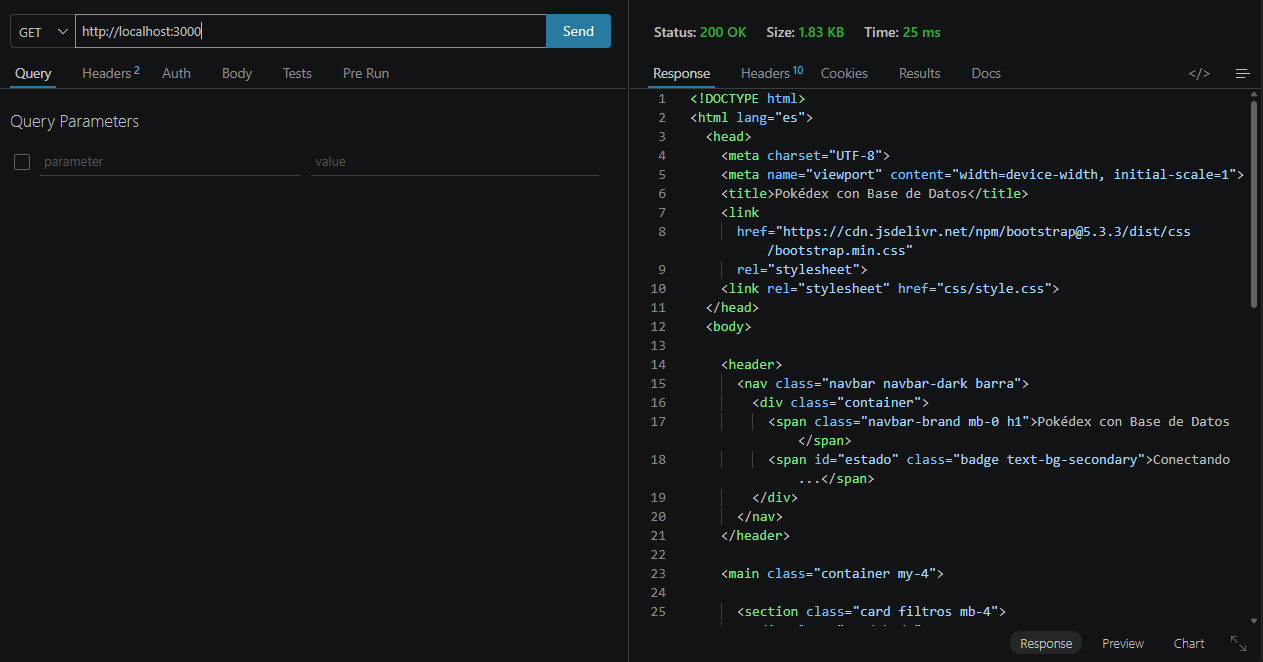 GET
http://localhost:3000
Send
Query
Headers 2
Auth
Body
Tests
Pre Run
Query Parameters
parameter
value
Status: 200 OK
Size: 1.83 KB
Time: 25 ms
Response
Headers 10
Cookies
Results
Docs
</>
1 <!DOCTYPE html>
2 <html lang="es">
3 <head>
4 <meta charset="UTF-8">
5 <meta name="viewport" content="width=device-width, initial-scale=1">
6 <title>Pokédex con Base de Datos</title>
7 <link
8 href="https://cdn.jsdelivr.net/npm/bootstrap@5.3.3/dist/css
/bootstrap.min.css"
9 rel="stylesheet">
10 <link rel="stylesheet" href="css/style.css">
11 </head>
12 <body>
13
14 <header>
15 <nav class="navbar navbar-dark barra">
16 <div class="container">
17 <span class="navbar-brand mb-0 h1">Pokédex con Base de Datos
</span>
18 <span id="estado" class="badge text-bg-secondary">Conectando
...</span>
19 </div>
20 </nav>
21 </header>
22
23 <main class="container my-4">
24
25 <section class="card filtros mb-4">
Response
Preview
Chart